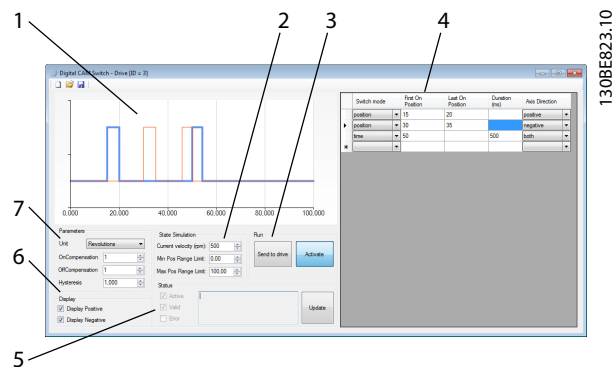 1
2
3
4
130BE823.10
Digital CAM Switch - Drive [ID = 3]
Switch mode First On Position Last On Position Duration (ms) Axis Direction
position 15 20 positive
position 30 35 negative
time 50 500 both
0.000 20.000 40.000 60.000 80.000 100.000
Parameters
Unit Revolutions
OnCompensation 1
OffCompensation 1
Hysteresis 1,000
State Simulation
Current velocity (rpm): 500
Min Pos Range Limit: 0.00
Max Pos Range Limit: 100,00
Run
Send to drive Activate
Display
Display Positive
Display Negative
Status
Active
Valid
Error
Update
7
6
5